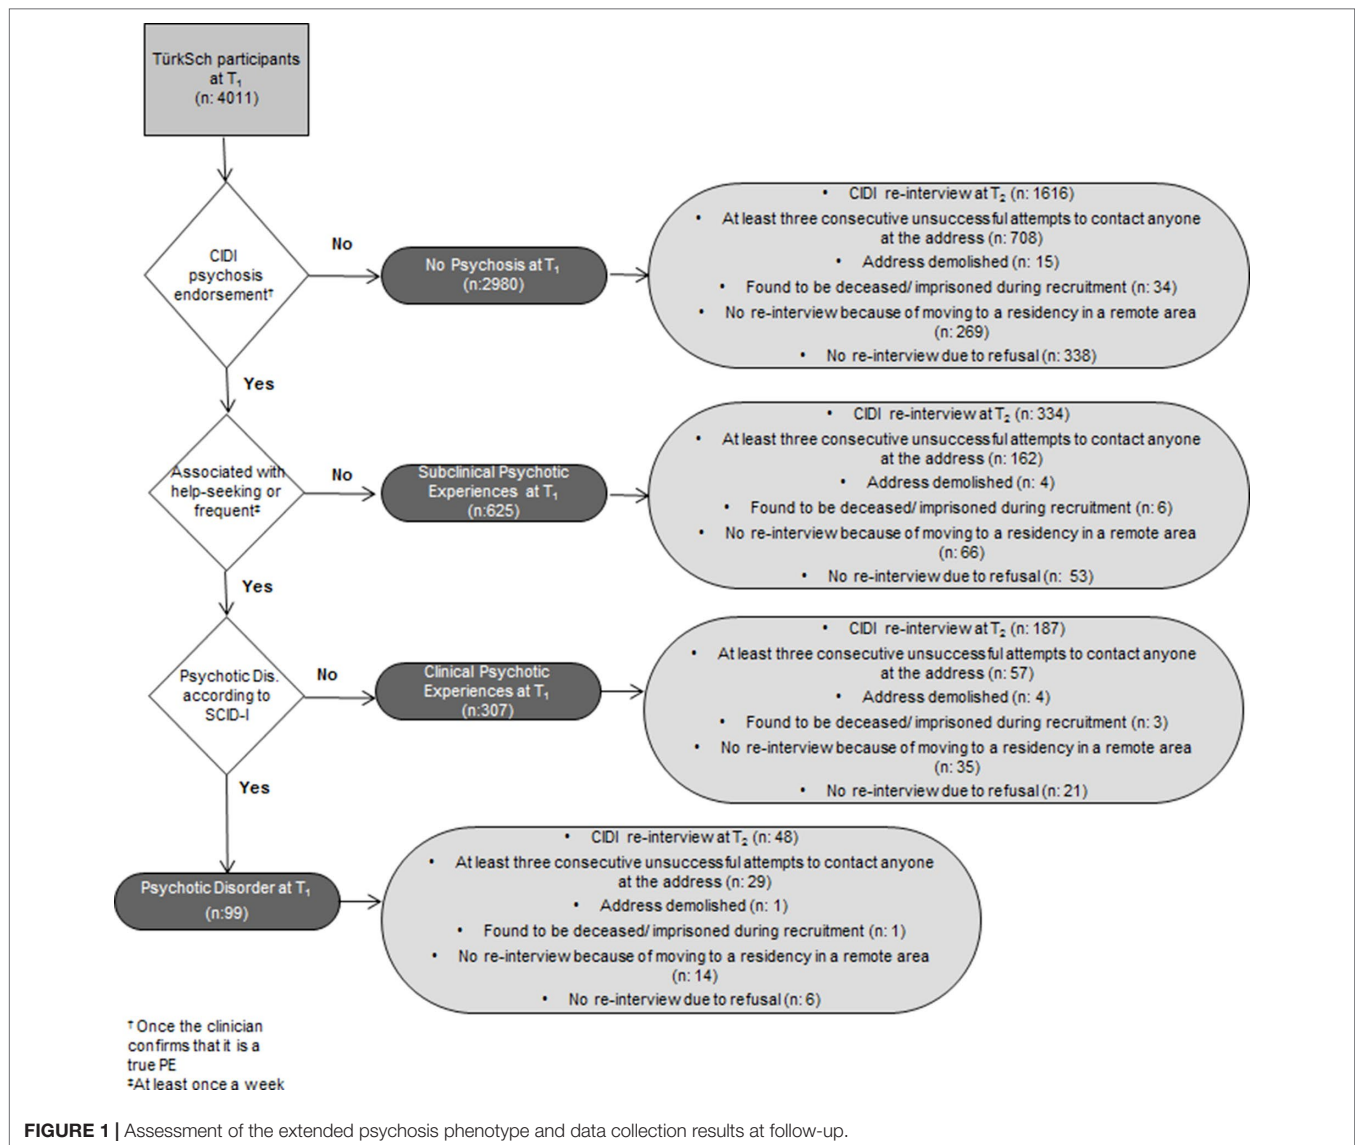 TürkSch participants
at T₁
(n: 4011)
CIDI
psychosis
endorsement†
No
No Psychosis at T₁
(n:2980)
• CIDI re-interview at T₂ (n: 1616)
• At least three consecutive unsuccessful attempts to contact anyone
at the address (n: 708)
• Address demolished (n: 15)
• Found to be deceased/ imprisoned during recruitment (n: 34)
• No re-interview because of moving to a residency in a remote area
(n: 269)
• No re-interview due to refusal (n: 338)
Yes
Associated with
help-seeking or
frequent‡
No
Subclinical Psychotic
Experiences at T₁
(n:625)
• CIDI re-interview at T₂ (n: 334)
• At least three consecutive unsuccessful attempts to contact anyone
at the address (n: 162)
• Address demolished (n: 4)
• Found to be deceased/ imprisoned during recruitment (n: 6)
• No re-interview because of moving to a residency in a remote area
(n: 66)
• No re-interview due to refusal (n: 53)
Yes
Psychotic Dis.
according to
SCID-I
No
Clinical Psychotic
Experiences at T₁
(n:307)
• CIDI re-interview at T₂ (n: 187)
• At least three consecutive unsuccessful attempts to contact anyone
at the address (n: 57)
• Address demolished (n: 4)
• Found to be deceased/ imprisoned during recruitment (n: 3)
• No re-interview because of moving to a residency in a remote area
(n: 35)
• No re-interview due to refusal (n: 21)
Yes
Psychotic Disorder at T₁
(n:99)
• CIDI re-interview at T₂ (n: 48)
• At least three consecutive unsuccessful attempts to contact anyone
at the address (n: 29)
• Address demolished (n: 1)
• Found to be deceased/ imprisoned during recruitment (n: 1)
• No re-interview because of moving to a residency in a remote area
(n: 14)
• No re-interview due to refusal (n: 6)
† Once the clinician
confirms that it is a
true PE
‡At least once a week
FIGURE 1 | Assessment of the extended psychosis phenotype and data collection results at follow-up.